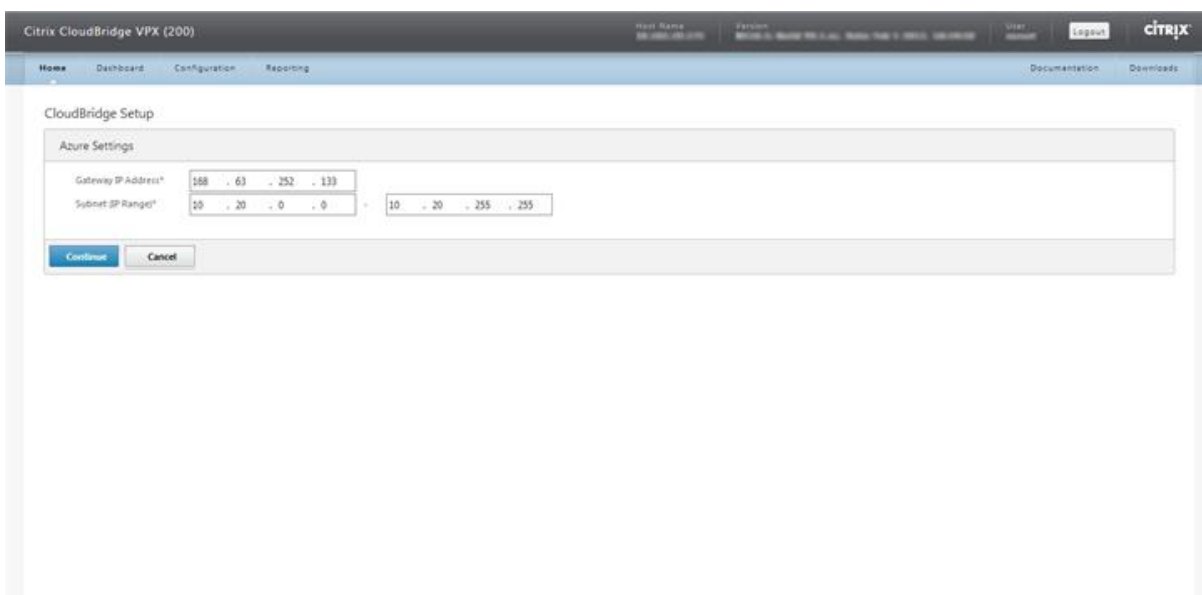 Citrix CloudBridge VPX (200) Host Name Version User Logout CİTRIX
Home Dashboard Configuration Reporting Documentation Downloads
CloudBridge Setup
Azure Settings
Gateway IP Address* 168 . 63 . 252 . 133
Subnet (IP Range)* 10 . 20 . 0 . 0 - 10 . 20 . 255 . 255
Continue Cancel